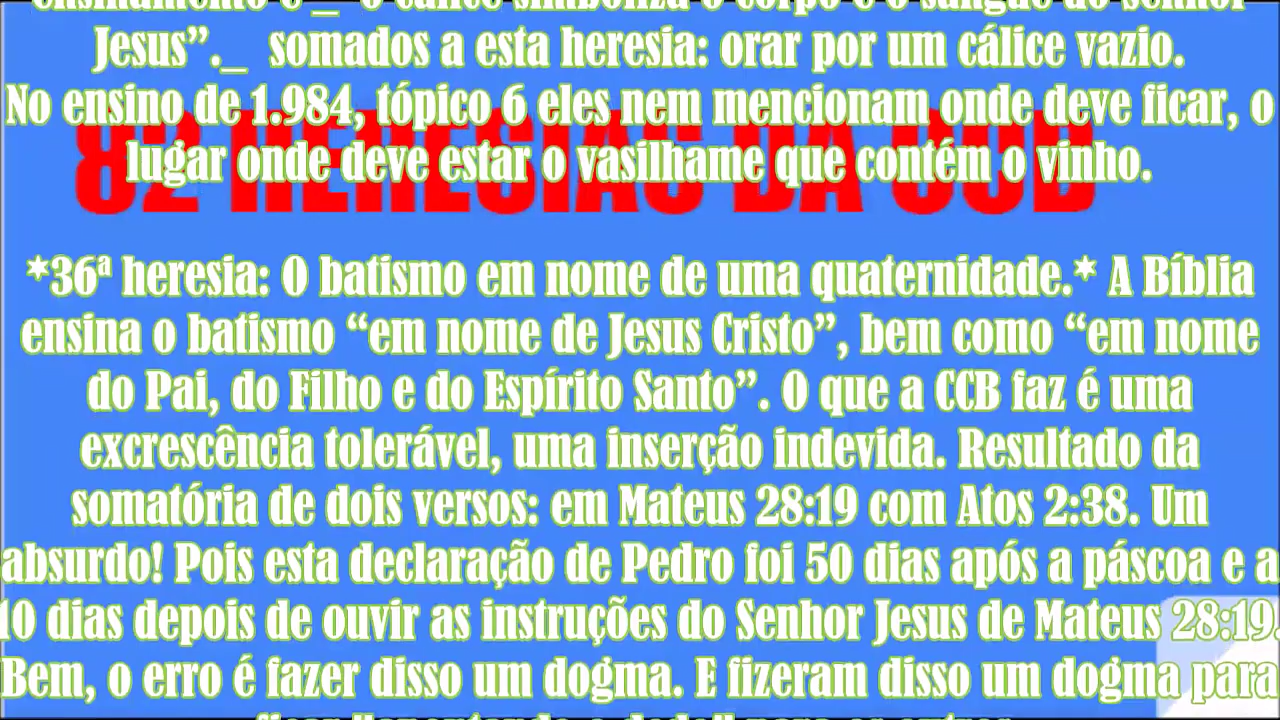 ensinamento é _ "o cálice simboliza o corpo e o sangue do senhor
Jesus”._ somados a esta heresia: orar por um cálice vazio.
No ensino de 1.984, tópico 6 eles nem mencionam onde deve ficar, o
82 HERESIAS DA CCB
lugar onde deve estar o vasilhame que contém o vinho.
*36ª heresia: O batismo em nome de uma quaternidade.* A Bíblia
ensina o batismo “em nome de Jesus Cristo”, bem como “em nome
do Pai, do Filho e do Espírito Santo”. O que a CCB faz é uma
excrescência tolerável, uma inserção indevida. Resultado da
somatória de dois versos: em Mateus 28:19 com Atos 2:38. Um
absurdo! Pois esta declaração de Pedro foi 50 dias após a páscoa e a
10 dias depois de ouvir as instruções do Senhor Jesus de Mateus 28:19.
Bem, o erro é fazer disso um dogma. E fizeram disso um dogma para